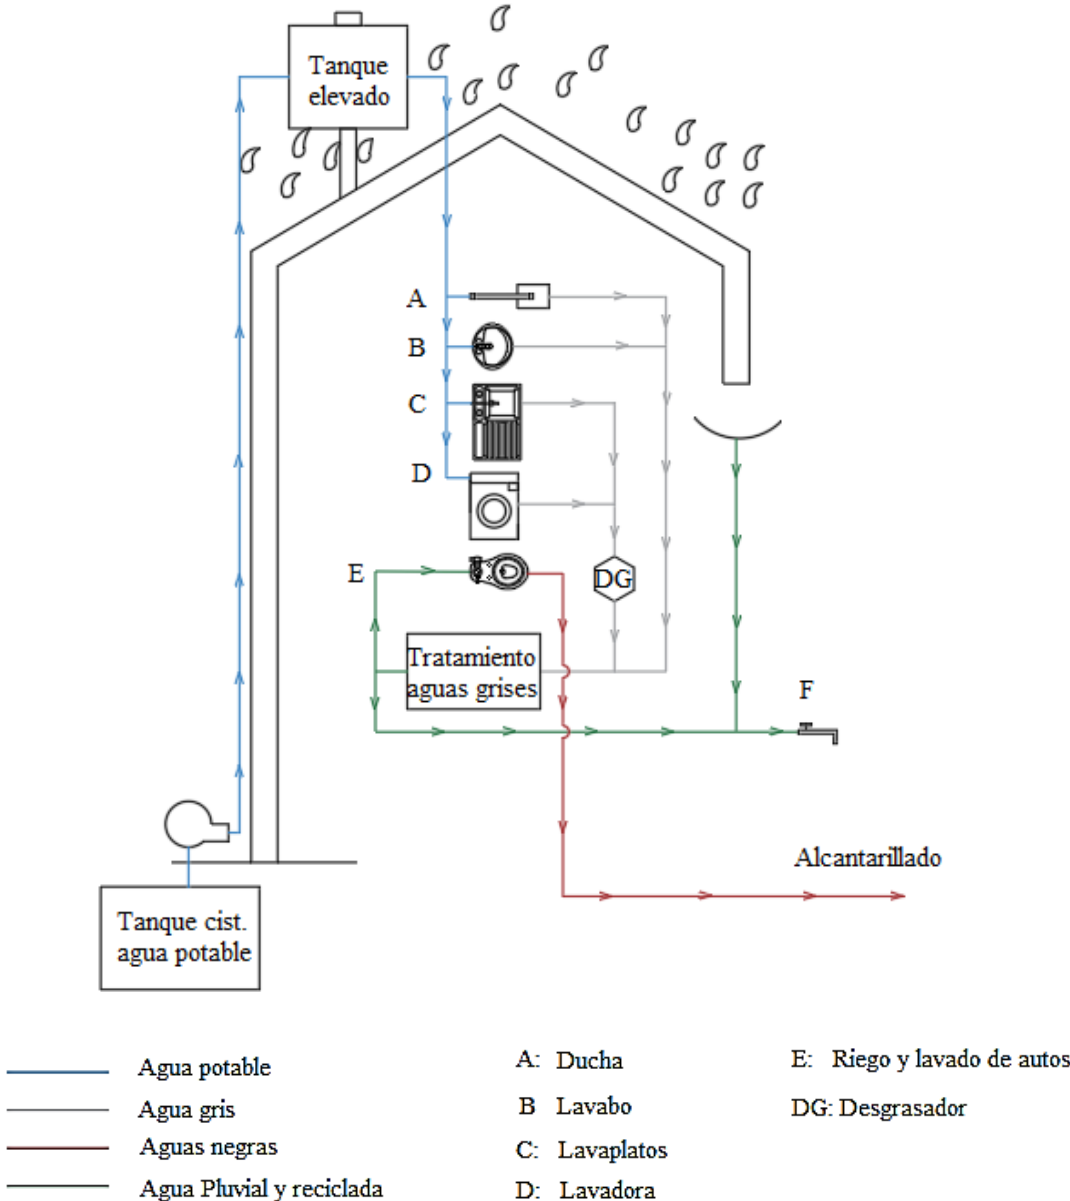 Tanque
elevado
A
B
C
D
E
DG
Tratamiento
aguas grises
F
Alcantarillado
Tanque cist.
agua potable
Agua potable
Agua gris
Aguas negras
Agua Pluvial y reciclada
A: Ducha
B Lavabo
C: Lavaplatos
D: Lavadora
E: Riego y lavado de autos
DG: Desgrasador